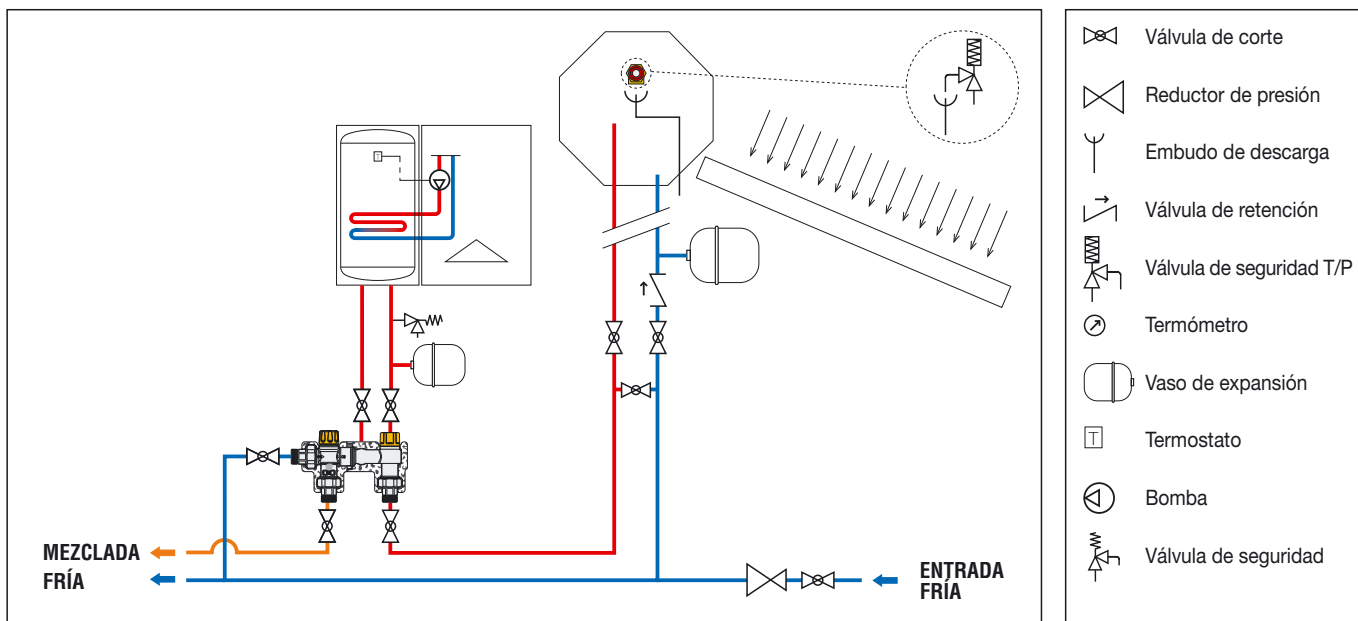 T
MEZCLADA
FRÍA
ENTRADA
FRÍA
Válvula de corte
Reductor de presión
Embudo de descarga
Válvula de retención
Válvula de seguridad T/P
Termómetro
Vaso de expansión
T
Termostato
Bomba
Válvula de seguridad